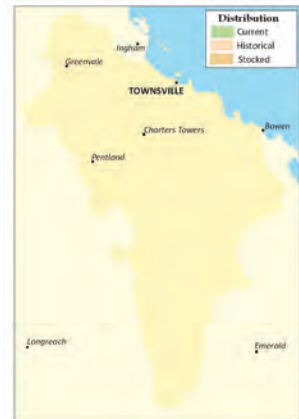 Distribution
Current
Historical
Stocked
Ingham
Greenvale
TOWNSVILLE
Charters Towers
Bowen
Pentland
Longreach
Emerald